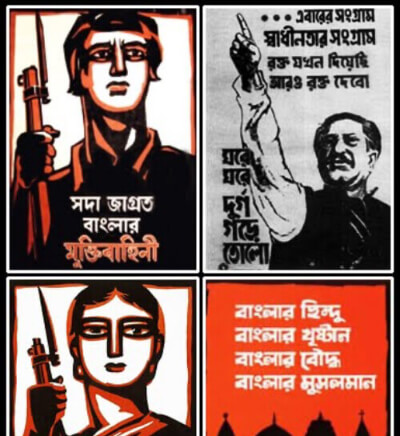 সদা জাগ্রত
বাংলার
মুক্তিবাহিনী
...এবারের সংগ্রাম
স্বাধীনতার সংগ্রাম
রক্ত যখন দিয়েছি
আরও রক্ত দেবো
ঘরে
ঘরে
দুর্গ
গড়ে
তোলো
বাংলার হিন্দু
বাংলার খৃষ্টান
বাংলার বৌদ্ধ
বাংলার মুসলমান